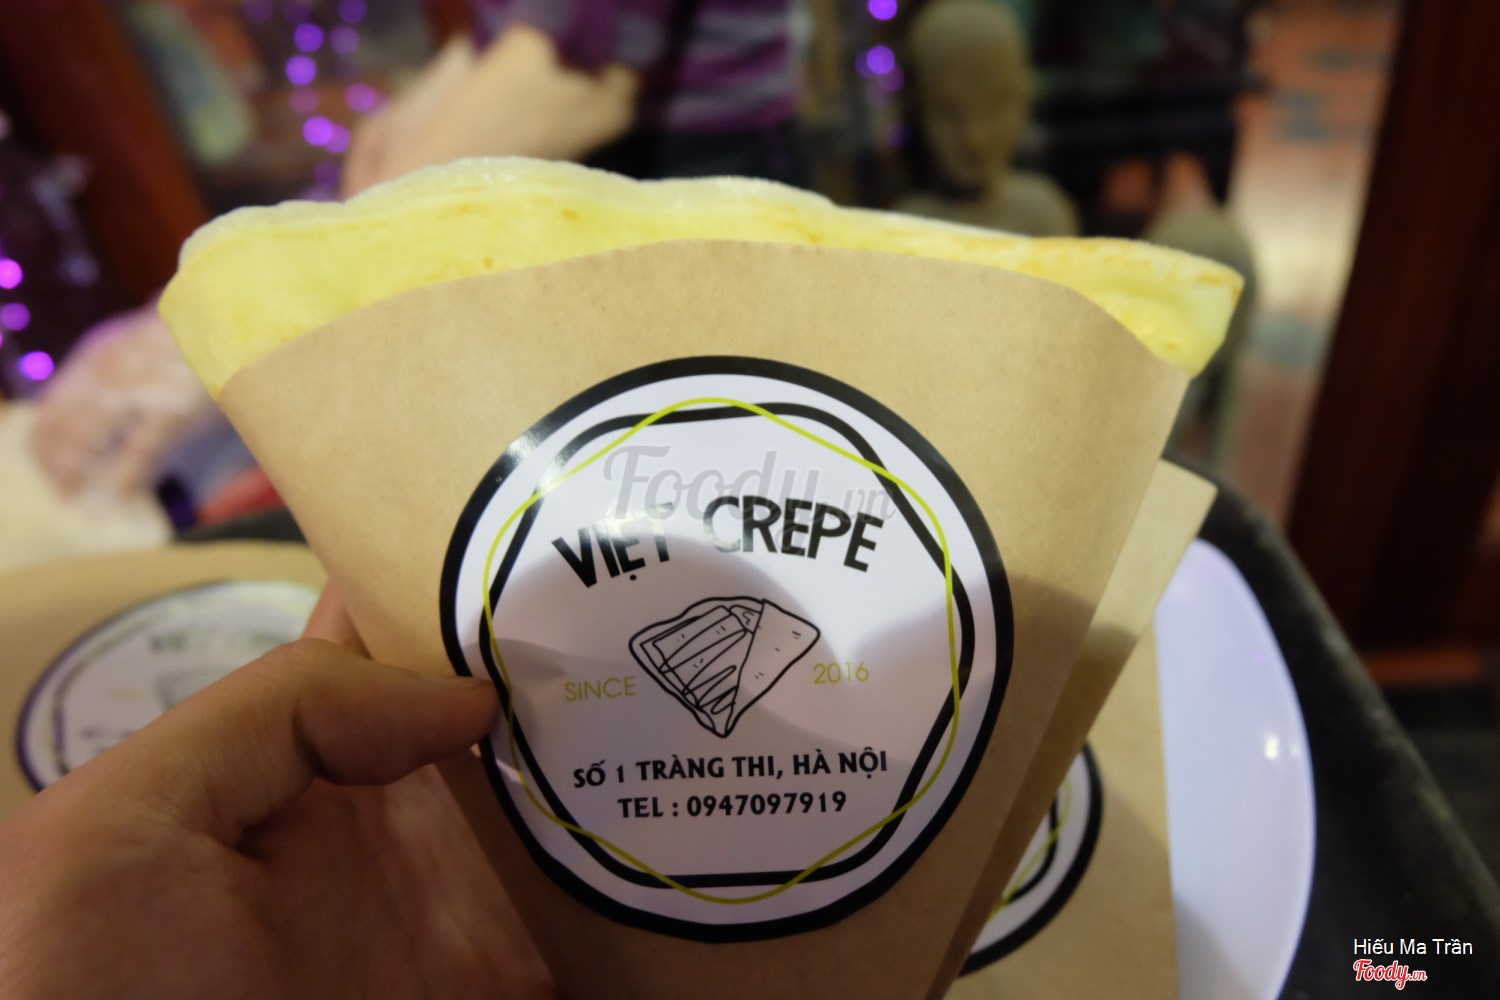 Foody.vn
VIỆT CREPE
SINCE 2016
SỐ 1 TRÀNG THI, HÀ NỘI
TEL : 0947097919
VIỆT
Hiếu Ma Trần
Foody.vn